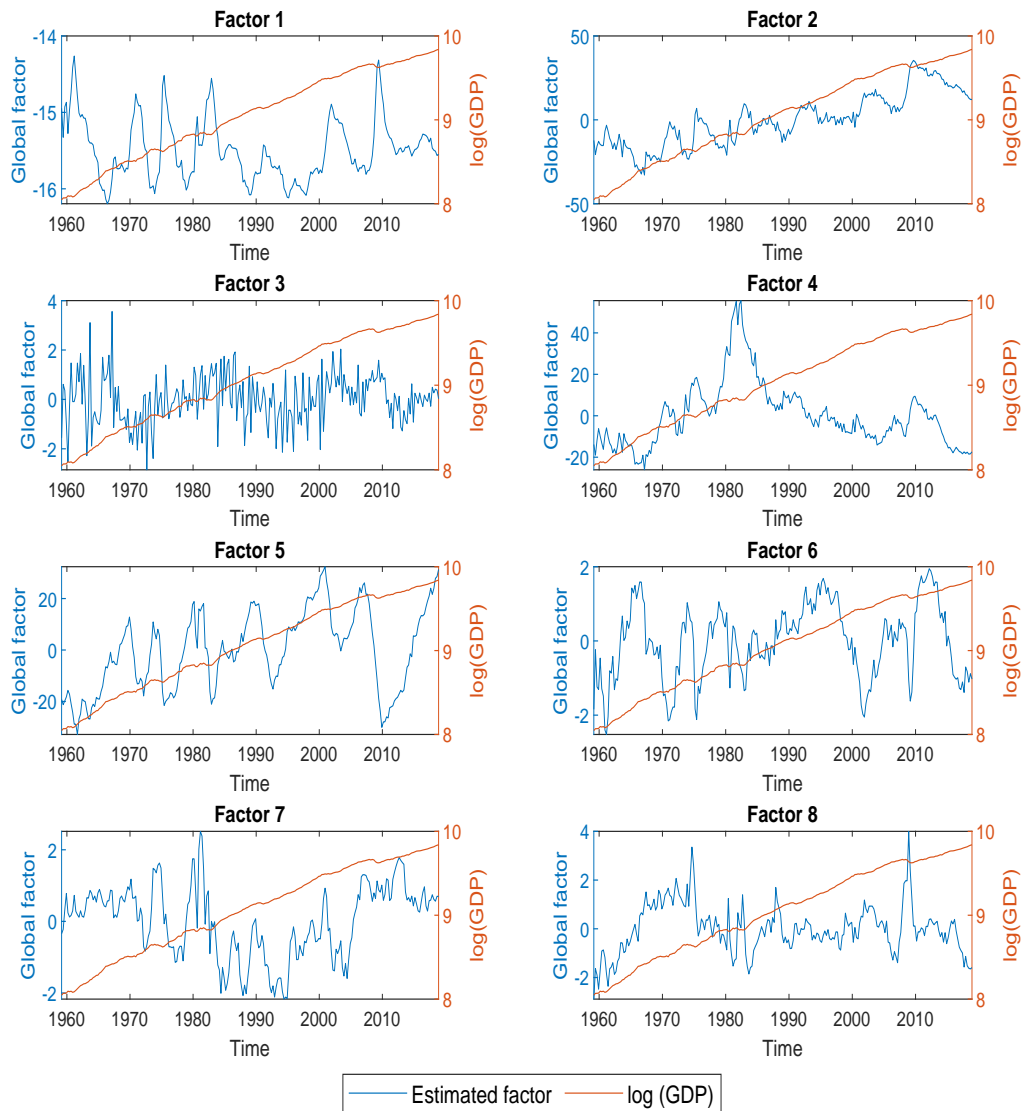 Factor 1
Factor 2
-14
-15
-16
Global factor
10
9
8
log(GDP)
1960 1970 1980 1990 2000 2010
Time
50
0
-50
Global factor
10
9
8
log(GDP)
1960 1970 1980 1990 2000 2010
Time
Factor 3
Factor 4
4
2
0
-2
Global factor
10
9
8
log(GDP)
1960 1970 1980 1990 2000 2010
Time
40
20
0
-20
Global factor
10
9
8
log(GDP)
1960 1970 1980 1990 2000 2010
Time
Factor 5
Factor 6
20
0
-20
Global factor
10
9
8
log(GDP)
1960 1970 1980 1990 2000 2010
Time
2
0
-2
Global factor
10
9
8
log(GDP)
1960 1970 1980 1990 2000 2010
Time
Factor 7
Factor 8
2
0
-2
Global factor
10
9
8
log(GDP)
1960 1970 1980 1990 2000 2010
Time
4
2
0
-2
Global factor
10
9
8
log(GDP)
1960 1970 1980 1990 2000 2010
Time
Estimated factor log (GDP)